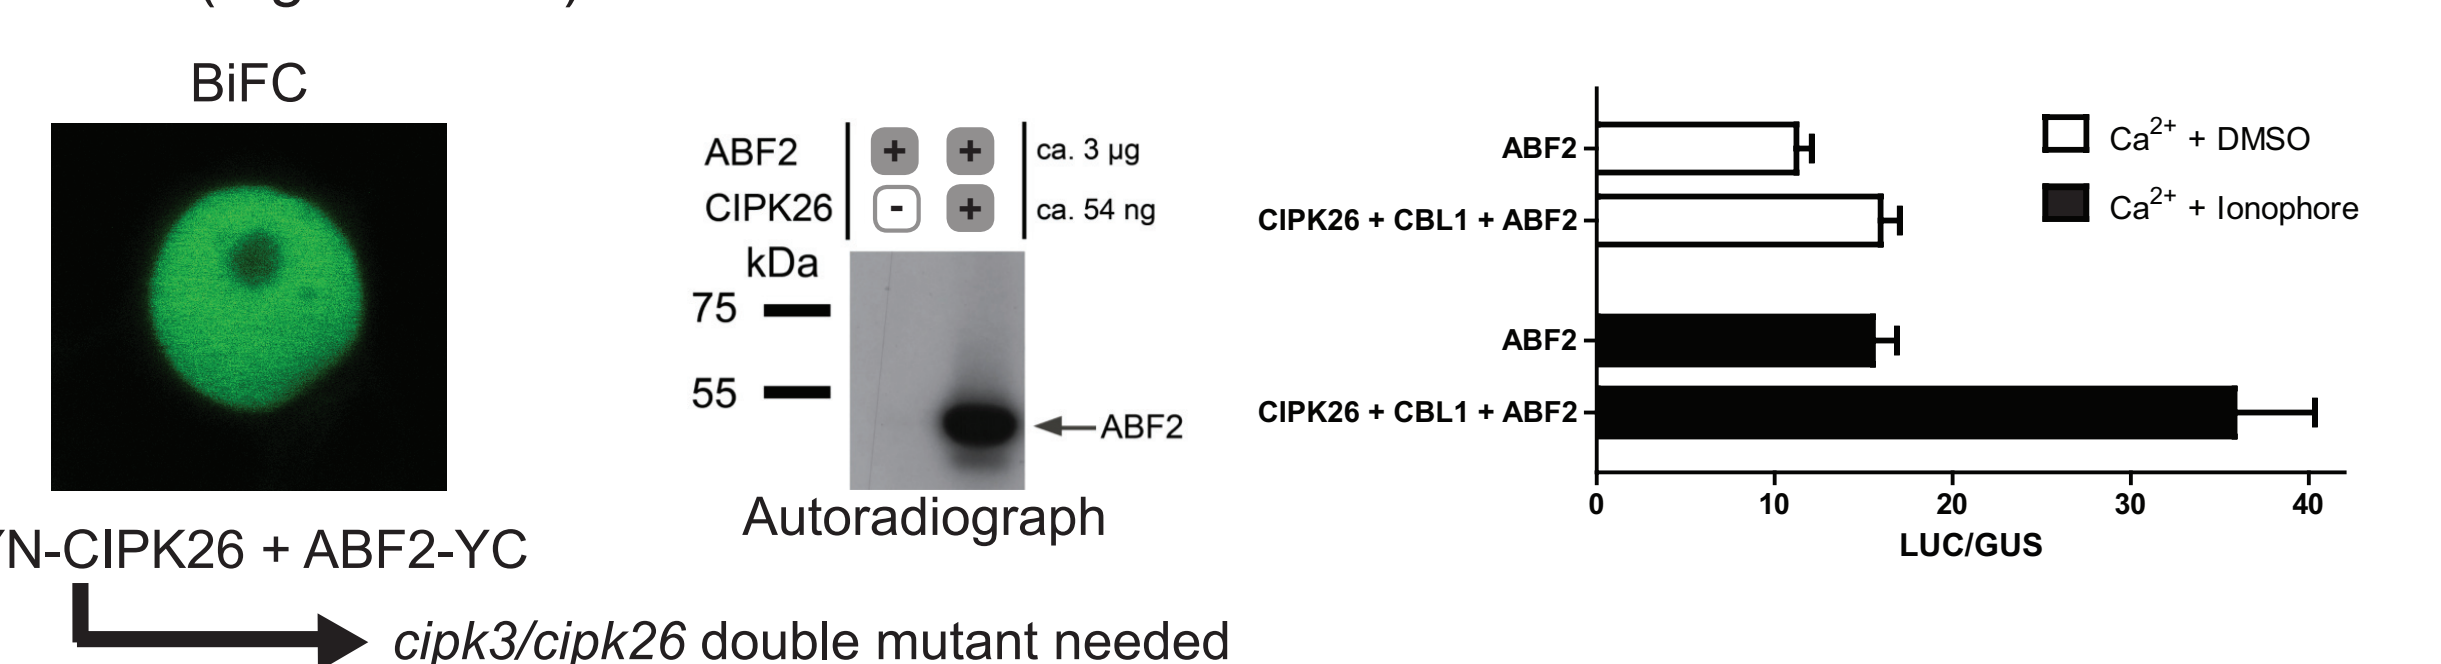 BiFC
YN-CIPK26 + ABF2-YC
cipk3/cipk26 double mutant needed
ABF2 + + ca. 3 µg
CIPK26 - + ca. 54 ng
kDa
75
55
ABF2
Autoradiograph
ABF2
CIPK26 + CBL1 + ABF2
ABF2
CIPK26 + CBL1 + ABF2
0 10 20 30 40
LUC/GUS
Ca2+ + DMSO
Ca2+ + Ionophore